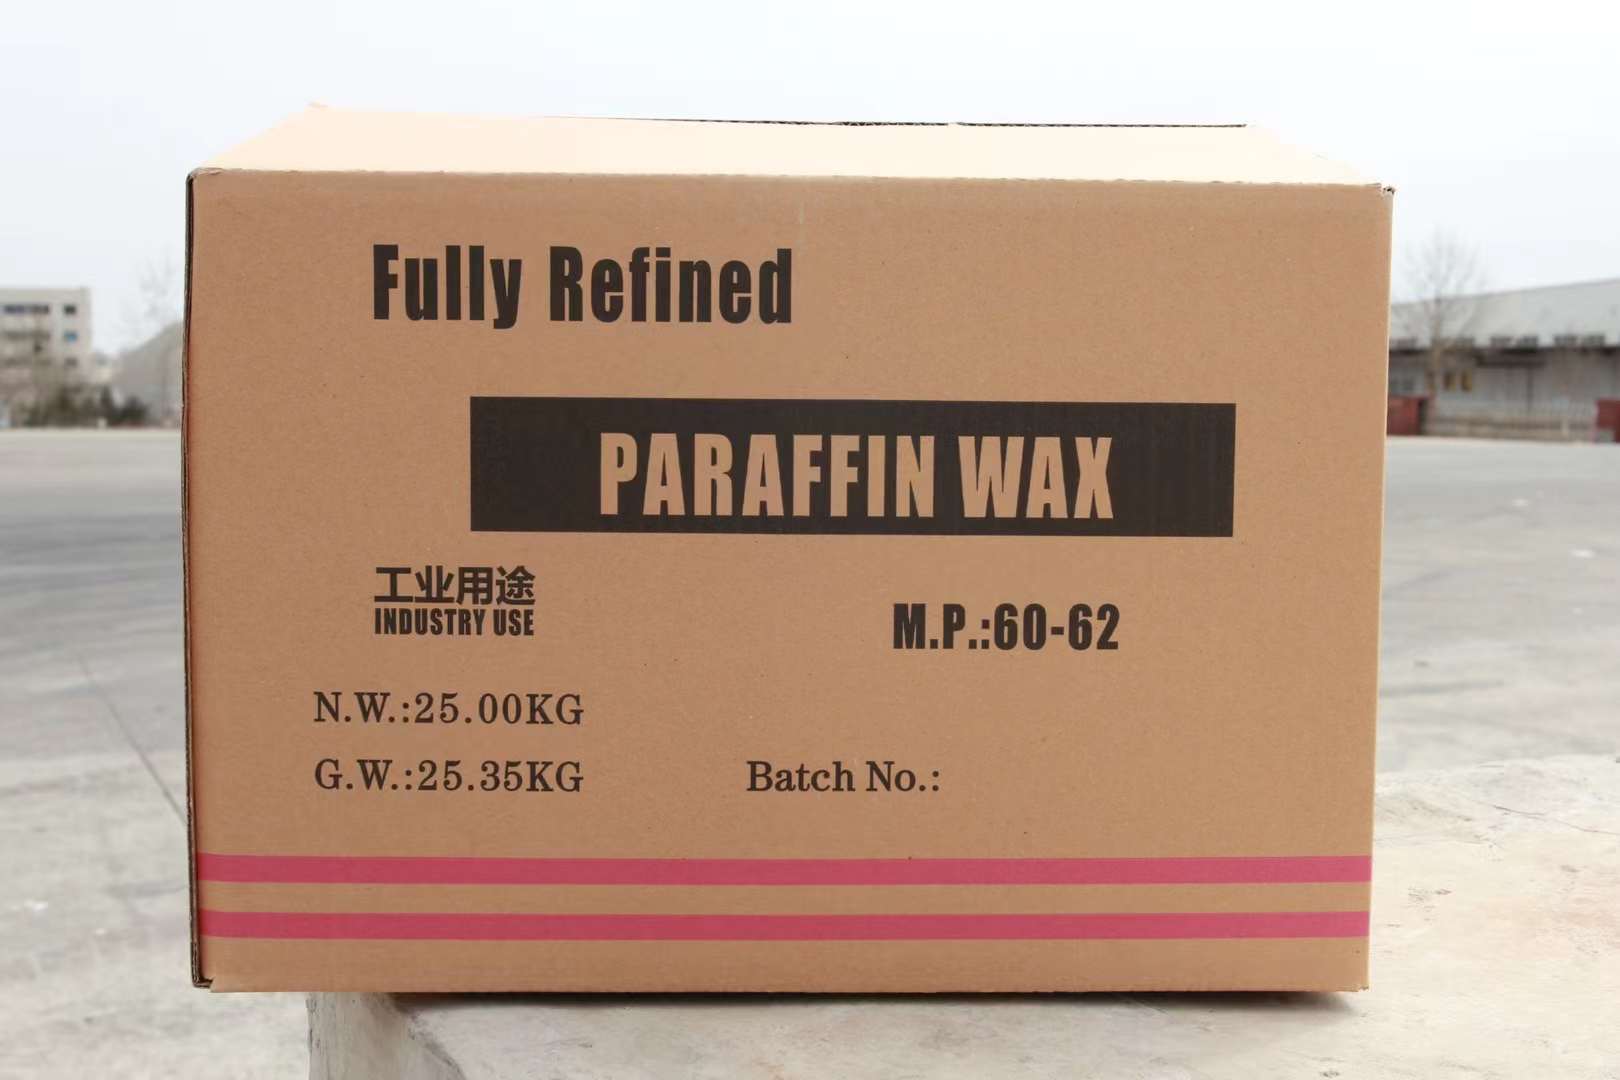 Fully Refined
PARAFFIN WAX
工业用途
INDUSTRY USE
M.P.:60-62
N.W.:25.00KG
G.W.:25.35KG
Batch No.: